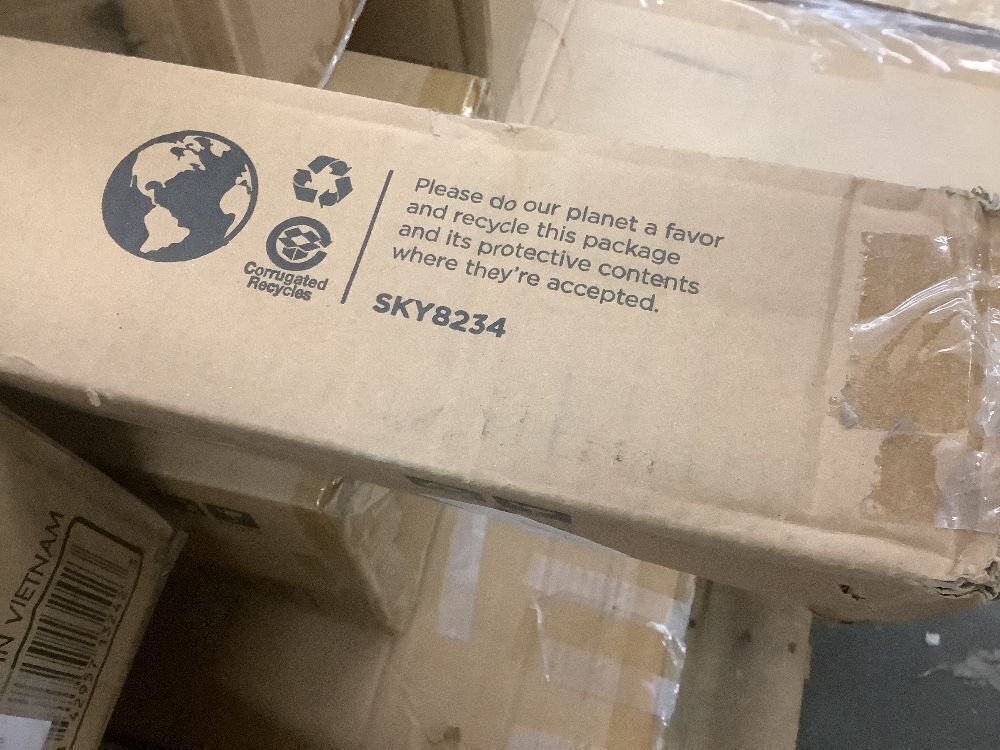 Please do our planet a favor
and recycle this package
and its protective contents
where they're accepted.
SKY8234
Corrugated
Recycles
IN VIETNAM